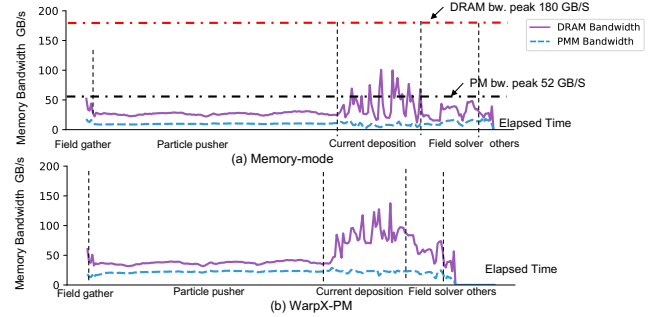 DRAM bw. peak 180 GB/S
DRAM Bandwidth
PMM Bandwidth
PM bw. peak 52 GB/S
Memory Bandwidth GB/s
200
150
100
50
0
Elapsed Time
Field gather Particle pusher Current deposition Field solver others
(a) Memory-mode
Memory Bandwidth GB/s
200
150
100
50
0
Elapsed Time
Field gather Particle pusher Current deposition Field solver others
(b) WarpX-PM